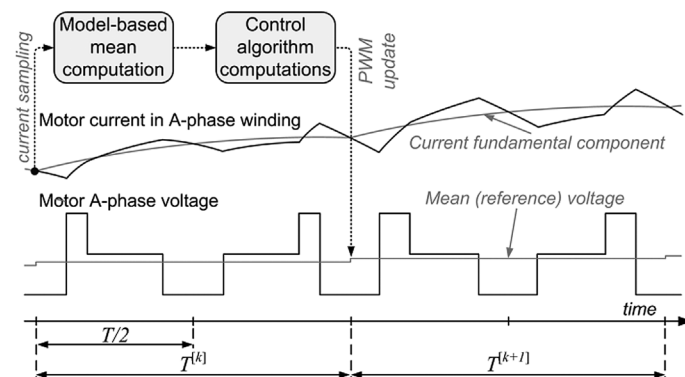 Model-based
mean
computation
Control
algorithm
computations
current sampling
PWM
update
Motor current in A-phase winding
Current fundamental component
Motor A-phase voltage
Mean (reference) voltage
time
T/2
T[k]
T[k+1]